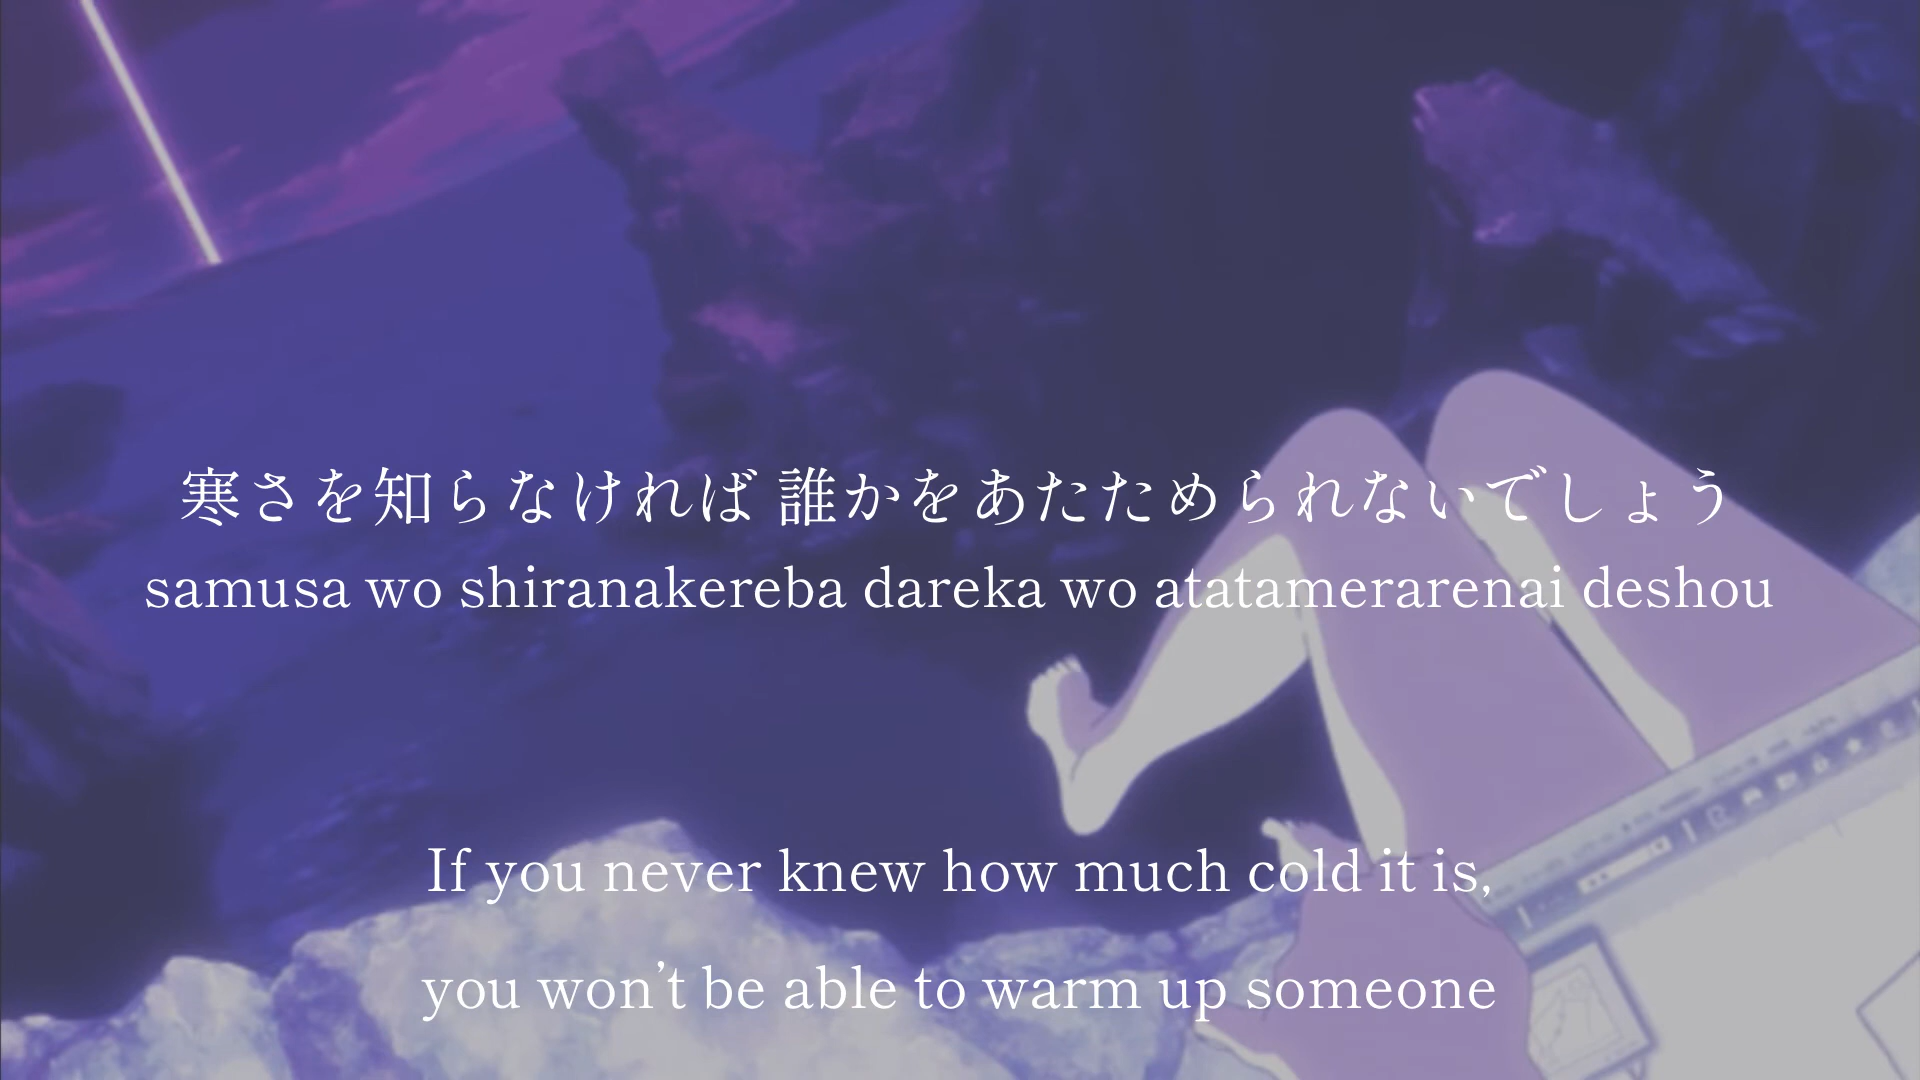 寒さを知らなければ 誰かをあたためられないでしょう
samusa wo shiranakereba dareka wo atatamerarenai deshou
If you never knew how much cold it is,
you won’t be able to warm up someone